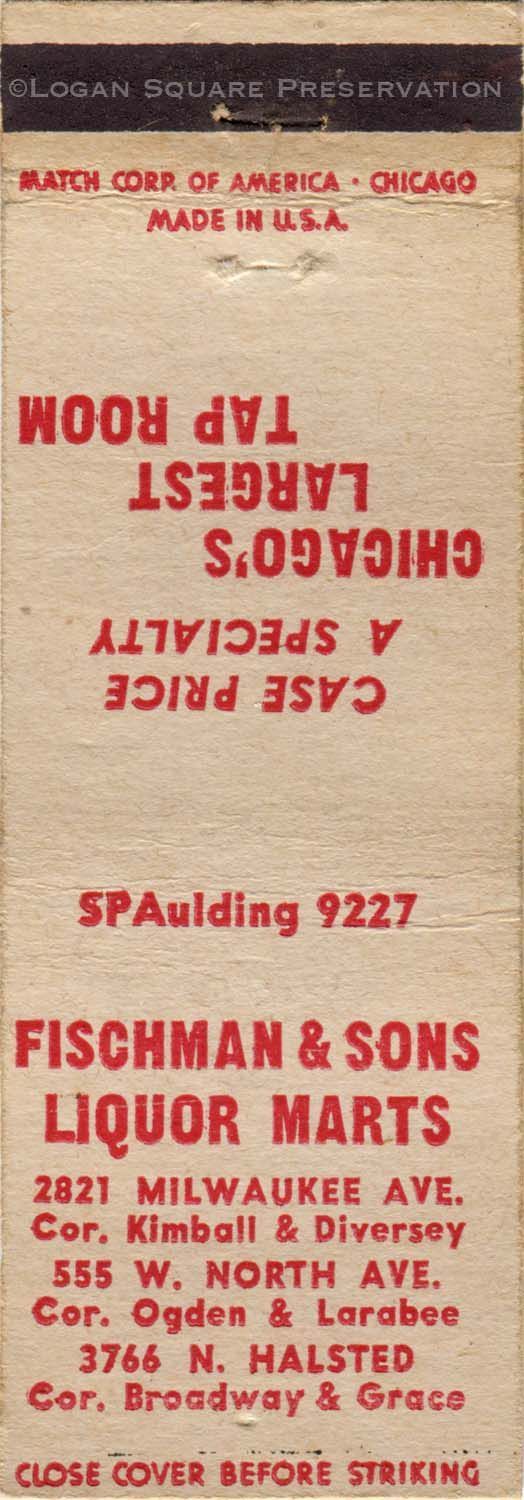 ©LOGAN SQUARE PRESERVATION
MATCH CORP. OF AMERICA · CHICAGO
MADE IN U.S.A.
CASE PRICE
A SPECIALTY
CHICAGO'S
LARGEST
TAP ROOM
SPAulding 9227
FISCHMAN & SONS
LIQUOR MARTS
2821 MILWAUKEE AVE.
Cor. Kimball & Diversey
555 W. NORTH AVE.
Cor. Ogden & Larabee
3766 N. HALSTED
Cor. Broadway & Grace
CLOSE COVER BEFORE STRIKING